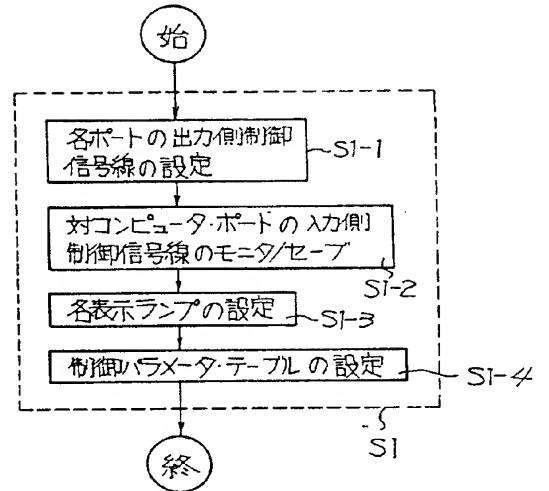 始
各ポートの出力側制御
信号線の設定
S1-1
対コンピュータ・ポートの入力側
制御信号線のモニタ/セーブ
S1-2
各表示ランプの設定
S1-3
制御パラメータ・テーブルの設定
S1-4
S1
終